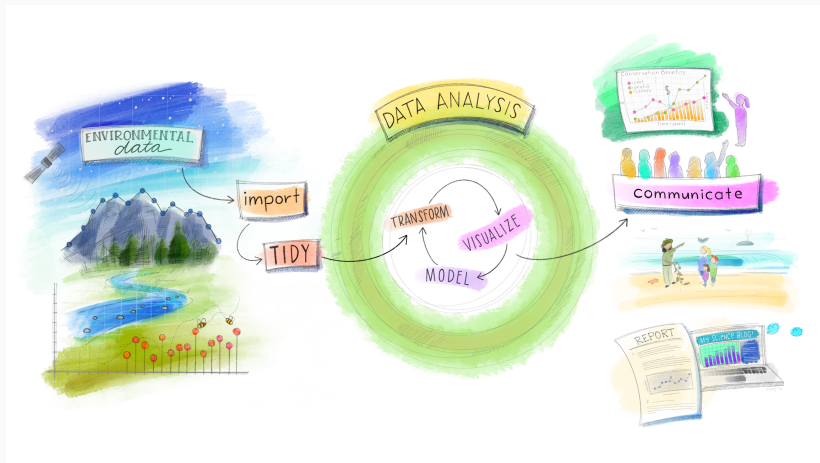 ENVIRONMENTAL
data
import
TIDY
DATA ANALYSIS
TRANSFORM
VISUALIZE
MODEL
Conservation Benefits
$
communicate
REPORT
MY SCIENCE BLOG!